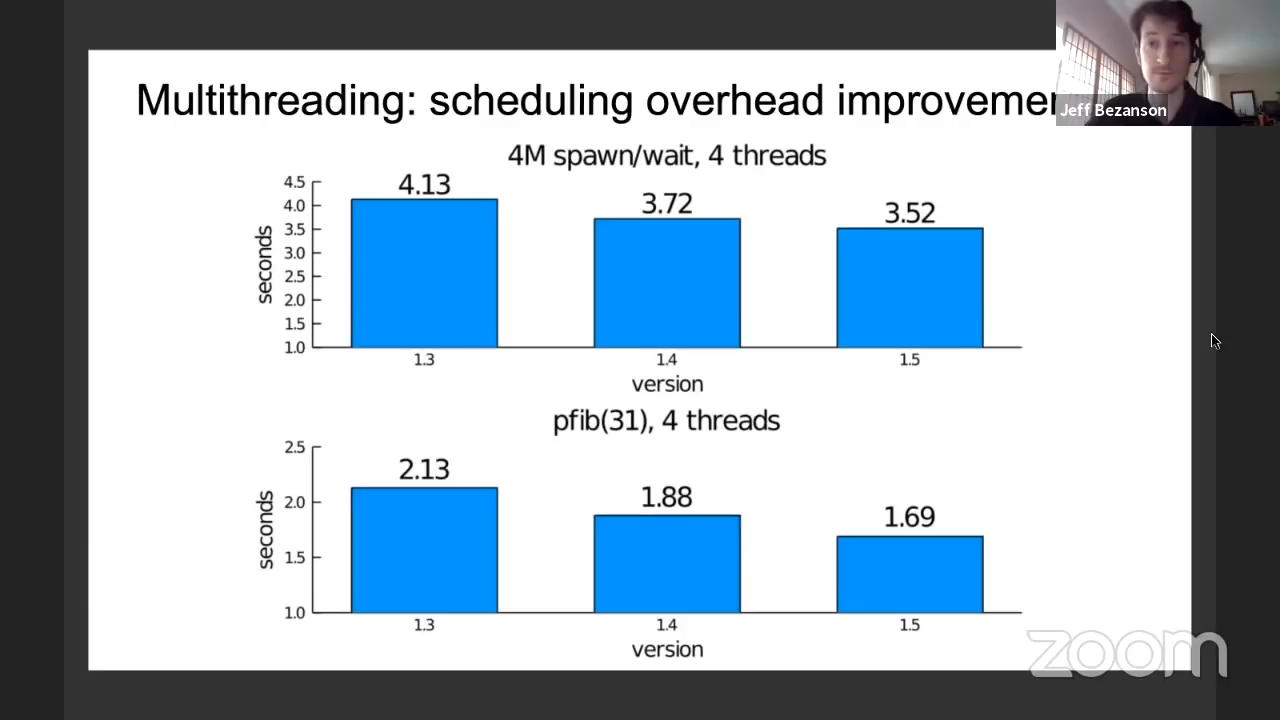 Multithreading: scheduling overhead
Jeff Bezanson
4M spawn/wait, 4 threads
seconds
4.5
4.0
3.5
3.0
2.5
2.0
1.5
1.0
4.13
3.72
3.52
1.3
1.4
1.5
version
pfib(31), 4 threads
seconds
2.5
2.0
1.5
1.0
2.13
1.88
1.69
1.3
1.4
1.5
version
zoom